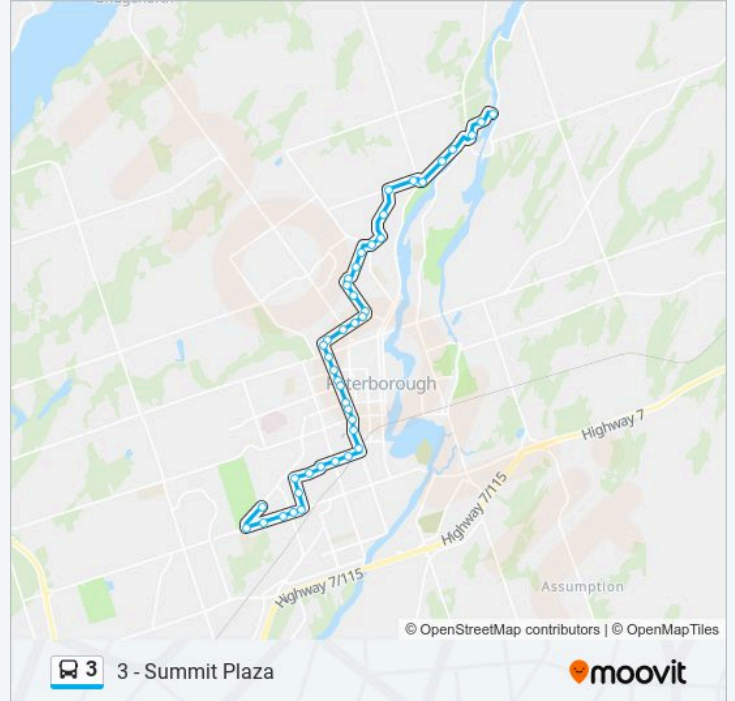 Peterborough
Highway 7
Highway 7/115
Highway 7/115
Assumption
© OpenStreetMap contributors | © OpenMapTiles
3 3 - Summit Plaza moovit